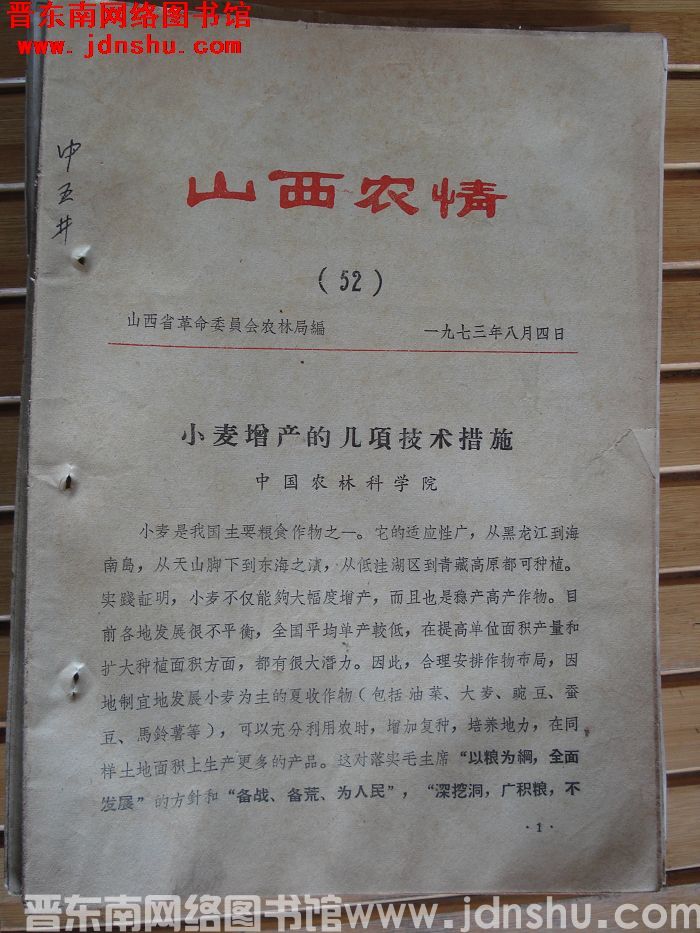 晋东南网络图书馆
www.jdnshu.com
中五井
山西农情
(52)
山西省革命委員会农林局編 一九七三年八月四日
小麦增产的几項技术措施
中国农林科学院
小麦是我国主要粮食作物之一。它的适应性广，从黑龙江到海
南島，从天山脚下到东海之滨，从低洼湖区到青藏高原都可种植。
实踐証明，小麦不仅能夠大幅度增产，而且也是稳产高产作物。目
前各地发展很不平衡，全国平均单产較低，在提高单位面积产量和
扩大种植面积方面，都有很大潜力。因此，合理安排作物布局，因
地制宜地发展小麦为主的夏收作物（包括油菜、大麦、豌豆、蚕
豆、馬鈴薯等），可以充分利用农时，增加复种，培养地力，在同
样土地面积上生产更多的产品。这对落实毛主席“以粮为綱，全面
发展”的方針和“备战、备荒、为人民”，“深挖洞，广积粮，不
·1·
晋东南网络图书馆www.jdnshu.com